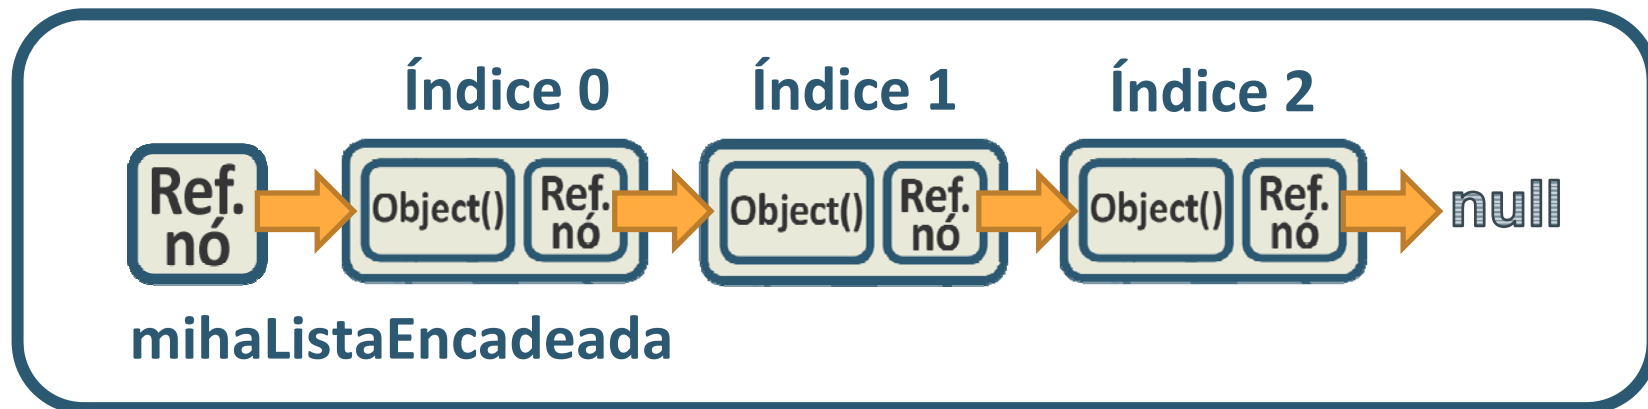 Índice 0 Índice 1 Índice 2
Ref. nó Object() Ref. nó Object() Ref. nó Object() Ref. nó null
mihaListaEncadeada